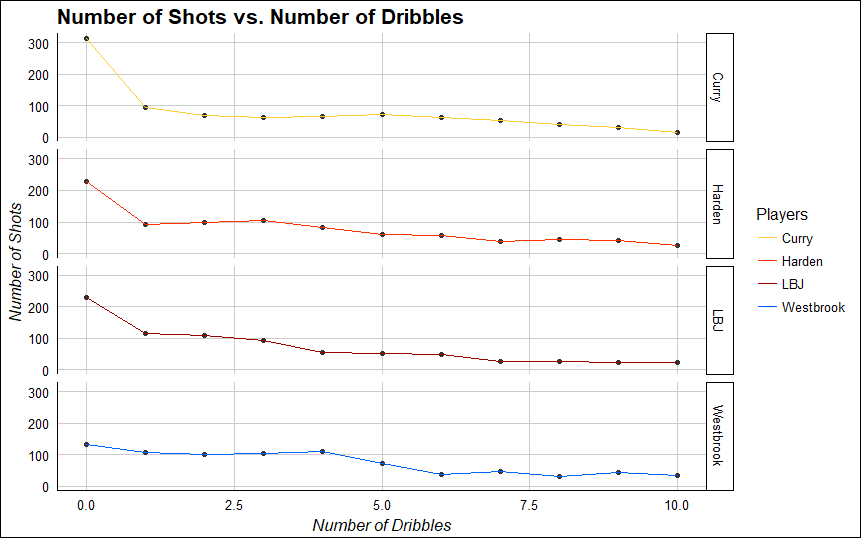 Number of Shots vs. Number of Dribbles
Number of Shots
300
200
100
0
Curry
300
200
100
0
Harden
300
200
100
0
LBJ
300
200
100
0
Westbrook
0.0 2.5 5.0 7.5 10.0
Number of Dribbles
Players
Curry
Harden
LBJ
Westbrook